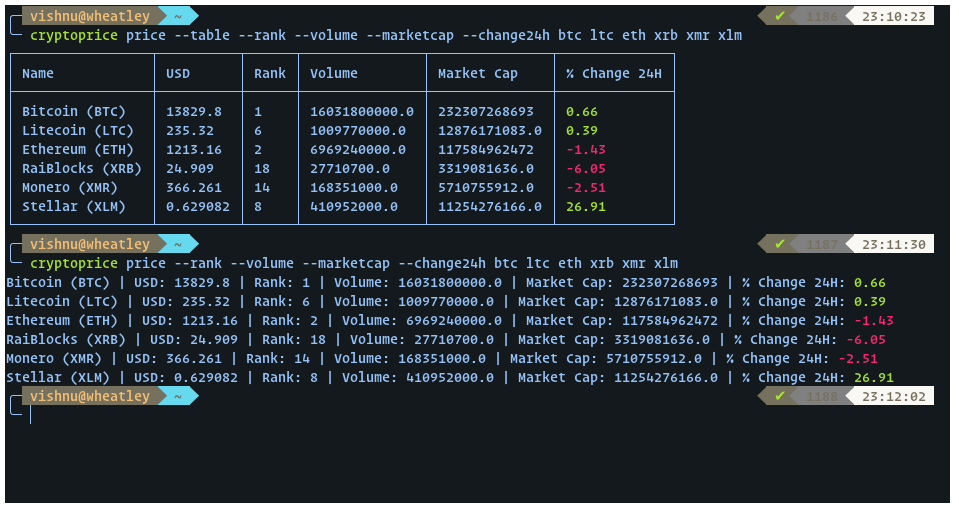 vishnu@wheatley ~ ✔ 1186 23:10:23
cryptoprice price --table --rank --volume --marketcap --change24h btc ltc eth xrb xmr xlm
Name USD Rank Volume Market Cap % Change 24H
Bitcoin (BTC) 13829.8 1 16031800000.0 232307268693 0.66
Litecoin (LTC) 235.32 6 1009770000.0 12876171083.0 0.39
Ethereum (ETH) 1213.16 2 6969240000.0 117584962472 -1.43
RaiBlocks (XRB) 24.909 18 27710700.0 3319081636.0 -6.05
Monero (XMR) 366.261 14 168351000.0 5710755912.0 -2.51
Stellar (XLM) 0.629082 8 410952000.0 11254276166.0 26.91
vishnu@wheatley ~ ✔ 1187 23:11:30
cryptoprice price --rank --volume --marketcap --change24h btc ltc eth xrb xmr xlm
Bitcoin (BTC) | USD: 13829.8 | Rank: 1 | Volume: 16031800000.0 | Market Cap: 232307268693 | % Change 24H: 0.66
Litecoin (LTC) | USD: 235.32 | Rank: 6 | Volume: 1009770000.0 | Market Cap: 12876171083.0 | % Change 24H: 0.39
Ethereum (ETH) | USD: 1213.16 | Rank: 2 | Volume: 6969240000.0 | Market Cap: 117584962472 | % Change 24H: -1.43
RaiBlocks (XRB) | USD: 24.909 | Rank: 18 | Volume: 27710700.0 | Market Cap: 3319081636.0 | % Change 24H: -6.05
Monero (XMR) | USD: 366.261 | Rank: 14 | Volume: 168351000.0 | Market Cap: 5710755912.0 | % Change 24H: -2.51
Stellar (XLM) | USD: 0.629082 | Rank: 8 | Volume: 410952000.0 | Market Cap: 11254276166.0 | % Change 24H: 26.91
vishnu@wheatley ~ ✔ 1188 23:12:02